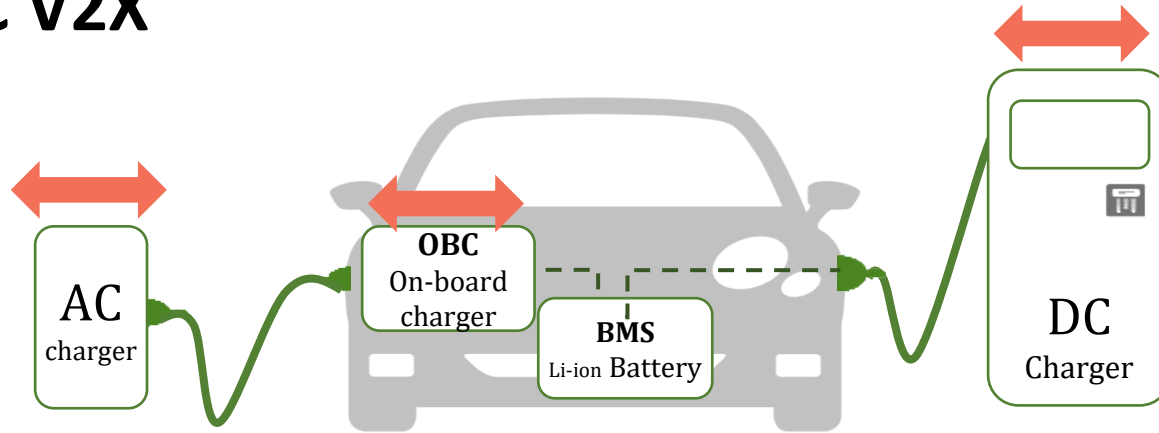 V2X
AC
charger
OBC
On-board
charger
BMS
Li-ion Battery
DC
Charger